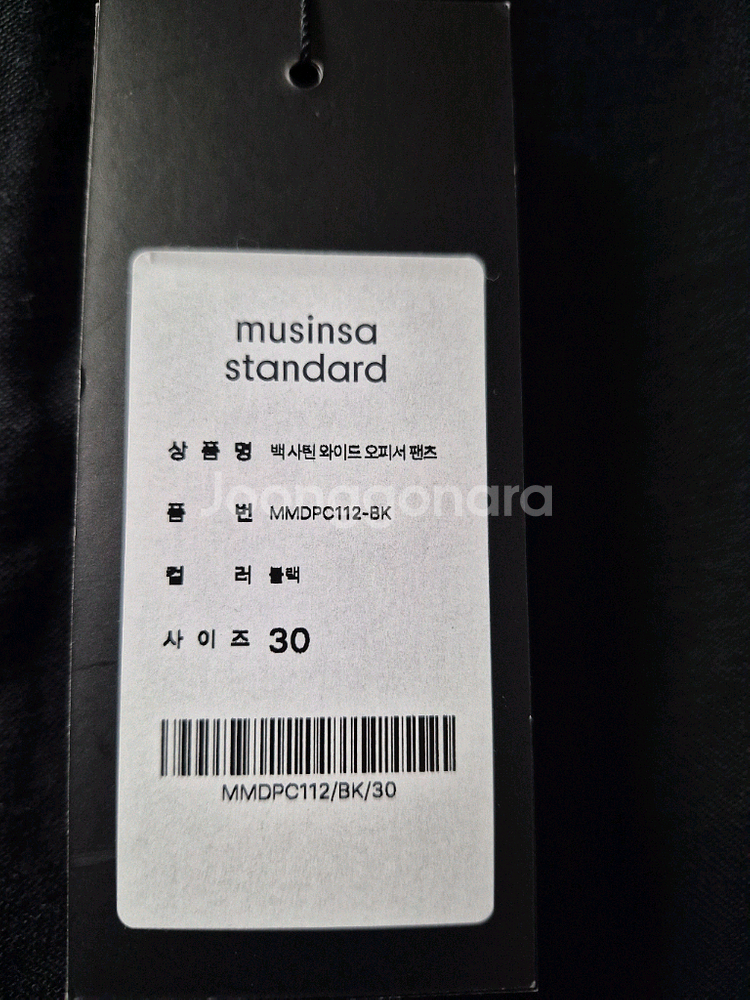 musinsa
standard
상 품 명 백 사틴 와이드 오피서 팬츠
Joonggonara
품 번 MMDPC112-BK
컬 러 블랙
사 이 즈 30
MMDPC112/BK/30